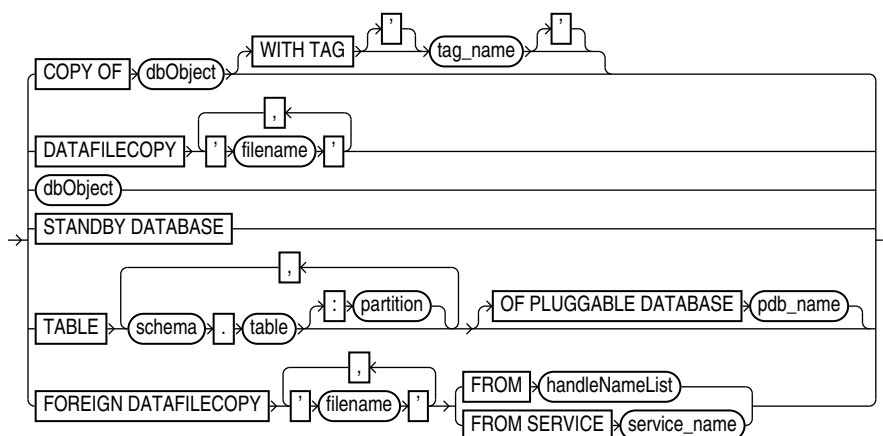 COPY OF dbObject WITH TAG ' tag_name '
,
DATAFILECOPY ' filename '
dbObject
STANDBY DATABASE
,
TABLE schema . table : partition OF PLUGGABLE DATABASE pdb_name
,
FOREIGN DATAFILECOPY ' filename ' FROM handleNameList
FROM SERVICE service_name